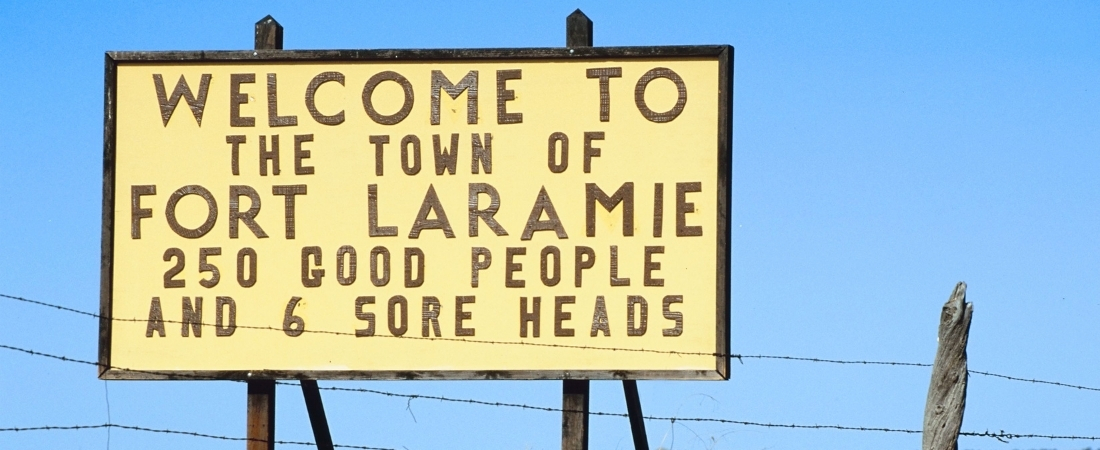 WELCOME TO
THE TOWN OF
FORT LARAMIE
250 GOOD PEOPLE
AND 6 SORE HEADS